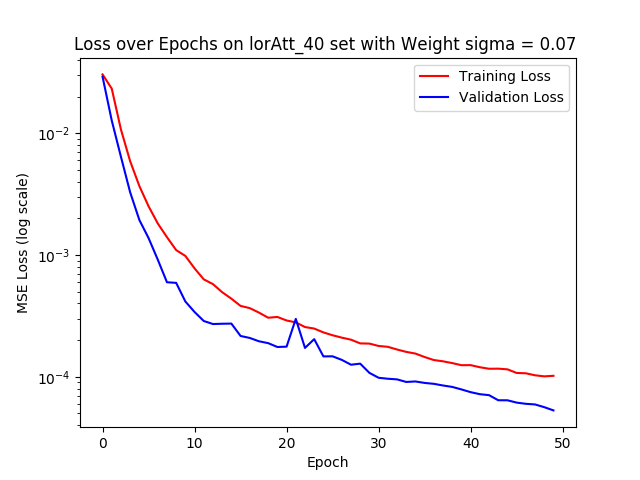 Loss over Epochs on lorAtt_40 set with Weight sigma = 0.07
Training Loss
Validation Loss
MSE Loss (log scale)
10⁻²
10⁻³
10⁻⁴
0 10 20 30 40 50
Epoch